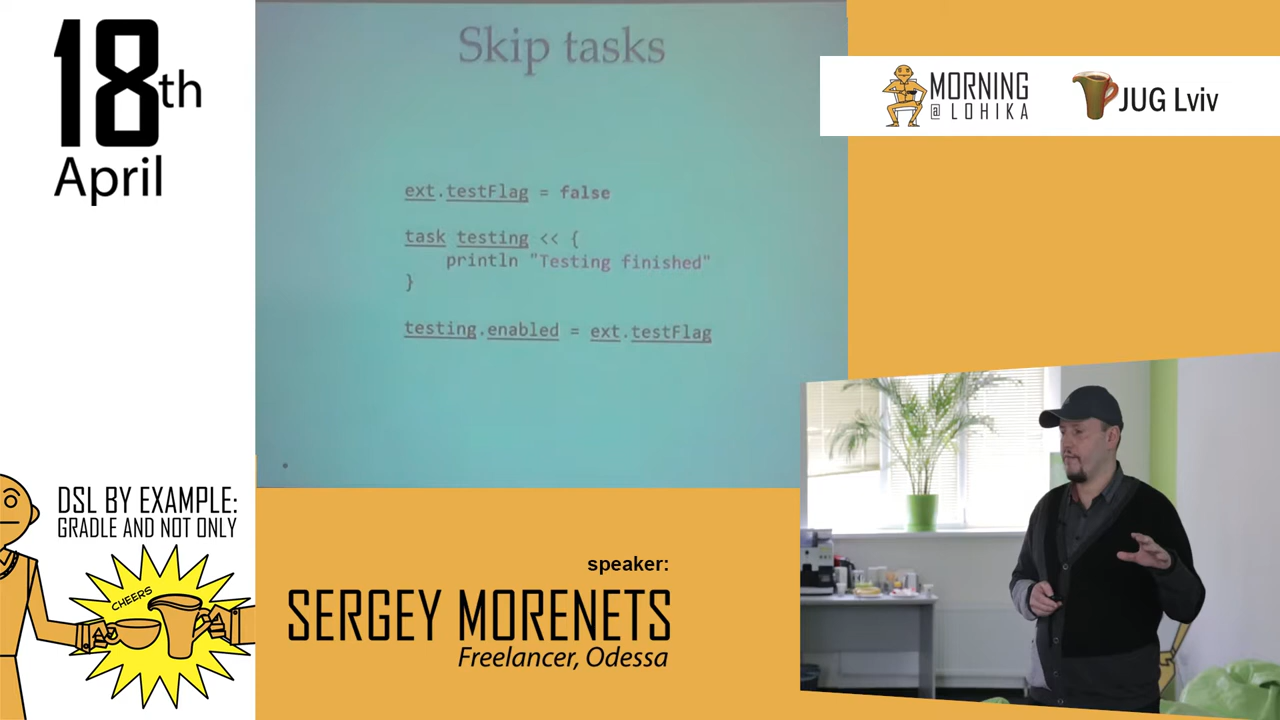 18th
April
Skip tasks
ext.testFlag = false
task testing << {
println "Testing finished"
}
testing.enabled = ext.testFlag
MORNING
@LOHIKA
JUG Lviv
DSL BY EXAMPLE:
GRADLE AND NOT ONLY
CHEERS
speaker:
SERGEY MORENETS
Freelancer, Odessa